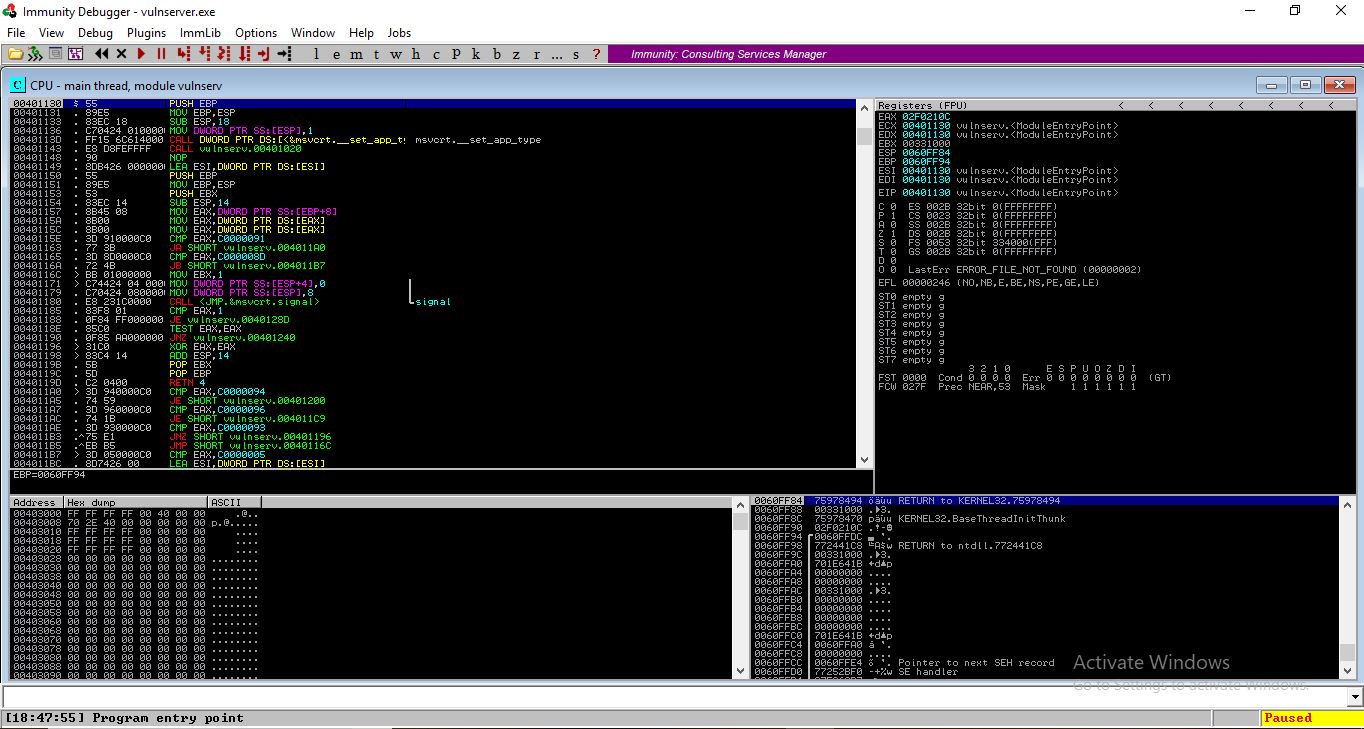 Immunity Debugger - vulnserver.exe
File View Debug Plugins ImmLib Options Window Help Jobs
l e m t w h c P k b z r ... s ?
Immunity: Consulting Services Manager
C CPU - main thread, module vulnserv
00401130 $ 55 PUSH EBP
00401131 . 89E5 MOV EBP,ESP
00401133 . 83EC 18 SUB ESP,18
00401136 . C70424 010000 MOV DWORD PTR SS:[ESP],1
0040113D . FF15 6C614000 CALL DWORD PTR DS:[<&msvcrt.__set_app_ty msvcrt.__set_app_type
00401143 . E8 D8FEFFFF CALL vulnserv.00401020
00401148 . 90 NOP
00401149 . 8DB426 000000 LEA ESI,DWORD PTR DS:[ESI]
00401150 . 55 PUSH EBP
00401151 . 89E5 MOV EBP,ESP
00401153 . 53 PUSH EBX
00401154 . 83EC 14 SUB ESP,14
00401157 . 8B45 08 MOV EAX,DWORD PTR SS:[EBP+8]
0040115A . 8B00 MOV EAX,DWORD PTR DS:[EAX]
0040115C . 8B00 MOV EAX,DWORD PTR DS:[EAX]
0040115E . 3D 910000C0 CMP EAX,C0000091
00401163 . 77 3B JA SHORT vulnserv.004011A0
00401165 . 3D 8D0000C0 CMP EAX,C000008D
0040116A . 72 4B JB SHORT vulnserv.004011B7
0040116C > BB 01000000 MOV EBX,1
00401171 > C74424 04 000 MOV DWORD PTR SS:[ESP+4],0
00401179 . C70424 080000 MOV DWORD PTR SS:[ESP],8
00401180 . E8 231C0000 CALL <JMP.&msvcrt.signal> signal
00401185 . 83F8 01 CMP EAX,1
00401188 . 0F84 FF000000 JE vulnserv.0040128D
0040118E . 85C0 TEST EAX,EAX
00401190 . 0F85 AA000000 JNZ vulnserv.00401240
00401196 > 31C0 XOR EAX,EAX
00401198 > 83C4 14 ADD ESP,14
0040119B . 5B POP EBX
0040119C . 5D POP EBP
0040119D . C2 0400 RETN 4
004011A0 > 3D 940000C0 CMP EAX,C0000094
004011A5 . 74 59 JE SHORT vulnserv.00401200
004011A7 . 3D 960000C0 CMP EAX,C0000096
004011AC . 74 1B JE SHORT vulnserv.004011C9
004011AE . 3D 930000C0 CMP EAX,C0000093
004011B3 .^75 E1 JNZ SHORT vulnserv.00401196
004011B5 .^EB B5 JMP SHORT vulnserv.0040116C
004011B7 > 3D 050000C0 CMP EAX,C0000005
004011BC . 8D7426 00 LEA ESI,DWORD PTR DS:[ESI]
EBP=0060FF94
Registers (FPU) < < < < < < < <
EAX 02F0210C
ECX 00401130 vulnserv.<ModuleEntryPoint>
EDX 00401130 vulnserv.<ModuleEntryPoint>
EBX 00331000
ESP 0060FF84
EBP 0060FF94
ESI 00401130 vulnserv.<ModuleEntryPoint>
EDI 00401130 vulnserv.<ModuleEntryPoint>
EIP 00401130 vulnserv.<ModuleEntryPoint>
C 0 ES 002B 32bit 0(FFFFFFFF)
P 1 CS 0023 32bit 0(FFFFFFFF)
A 0 SS 002B 32bit 0(FFFFFFFF)
Z 1 DS 002B 32bit 0(FFFFFFFF)
S 0 FS 0053 32bit 334000(FFF)
T 0 GS 002B 32bit 0(FFFFFFFF)
D 0
O 0 LastErr ERROR_FILE_NOT_FOUND (00000002)
EFL 00000246 (NO,NB,E,BE,NS,PE,GE,LE)
ST0 empty g
ST1 empty g
ST2 empty g
ST3 empty g
ST4 empty g
ST5 empty g
ST6 empty g
ST7 empty g
3 2 1 0 E S P U O Z D I
FST 0000 Cond 0 0 0 0 Err 0 0 0 0 0 0 0 0 (GT)
FCW 027F Prec NEAR,53 Mask 1 1 1 1 1 1
Address Hex dump ASCII
00403000 FF FF FF FF 00 40 00 00 .@..
00403008 70 2E 40 00 00 00 00 00 p.@.....
00403010 FF FF FF FF 00 00 00 00 ....
00403018 FF FF FF FF 00 00 00 00 ....
00403020 FF FF FF FF 00 00 00 00 ....
00403028 00 00 00 00 00 00 00 00 ........
00403030 00 00 00 00 00 00 00 00 ........
00403038 00 00 00 00 00 00 00 00 ........
00403040 00 00 00 00 00 00 00 00 ........
00403048 00 00 00 00 00 00 00 00 ........
00403050 00 00 00 00 00 00 00 00 ........
00403058 00 00 00 00 00 00 00 00 ........
00403060 00 00 00 00 00 00 00 00 ........
00403068 00 00 00 00 00 00 00 00 ........
00403070 00 00 00 00 00 00 00 00 ........
00403078 00 00 00 00 00 00 00 00 ........
00403080 00 00 00 00 00 00 00 00 ........
00403088 00 00 00 00 00 00 00 00 ........
00403090 00 00 00 00 00 00 00 00 ........
0060FF84 75978494 öäùu RETURN to KERNEL32.75978494
0060FF88 00331000 .►3.
0060FF8C 75978470 päùu KERNEL32.BaseThreadInitThunk
0060FF90 02F0210C
0060FF94 0060FFDC
0060FF98 772441C8 RETURN to ntdll.772441C8
0060FF9C 00331000 .►3.
0060FFA0 701E641B ←d▲p
0060FFA4 00000000 ....
0060FFA8 00000000 ....
0060FFAC 00331000 .►3.
0060FFB0 00000000 ....
0060FFB4 00000000 ....
0060FFB8 00000000 ....
0060FFBC 00000000 ....
0060FFC0 701E641B ←d▲p
0060FFC4 0060FFA0 á `.
0060FFC8 00000000 ....
0060FFCC 0060FFE4 Pointer to next SEH record
0060FFD0 77252BF0 SE handler
Activate Windows
Go to Settings to activate Windows.
[18:47:55] Program entry point
Paused